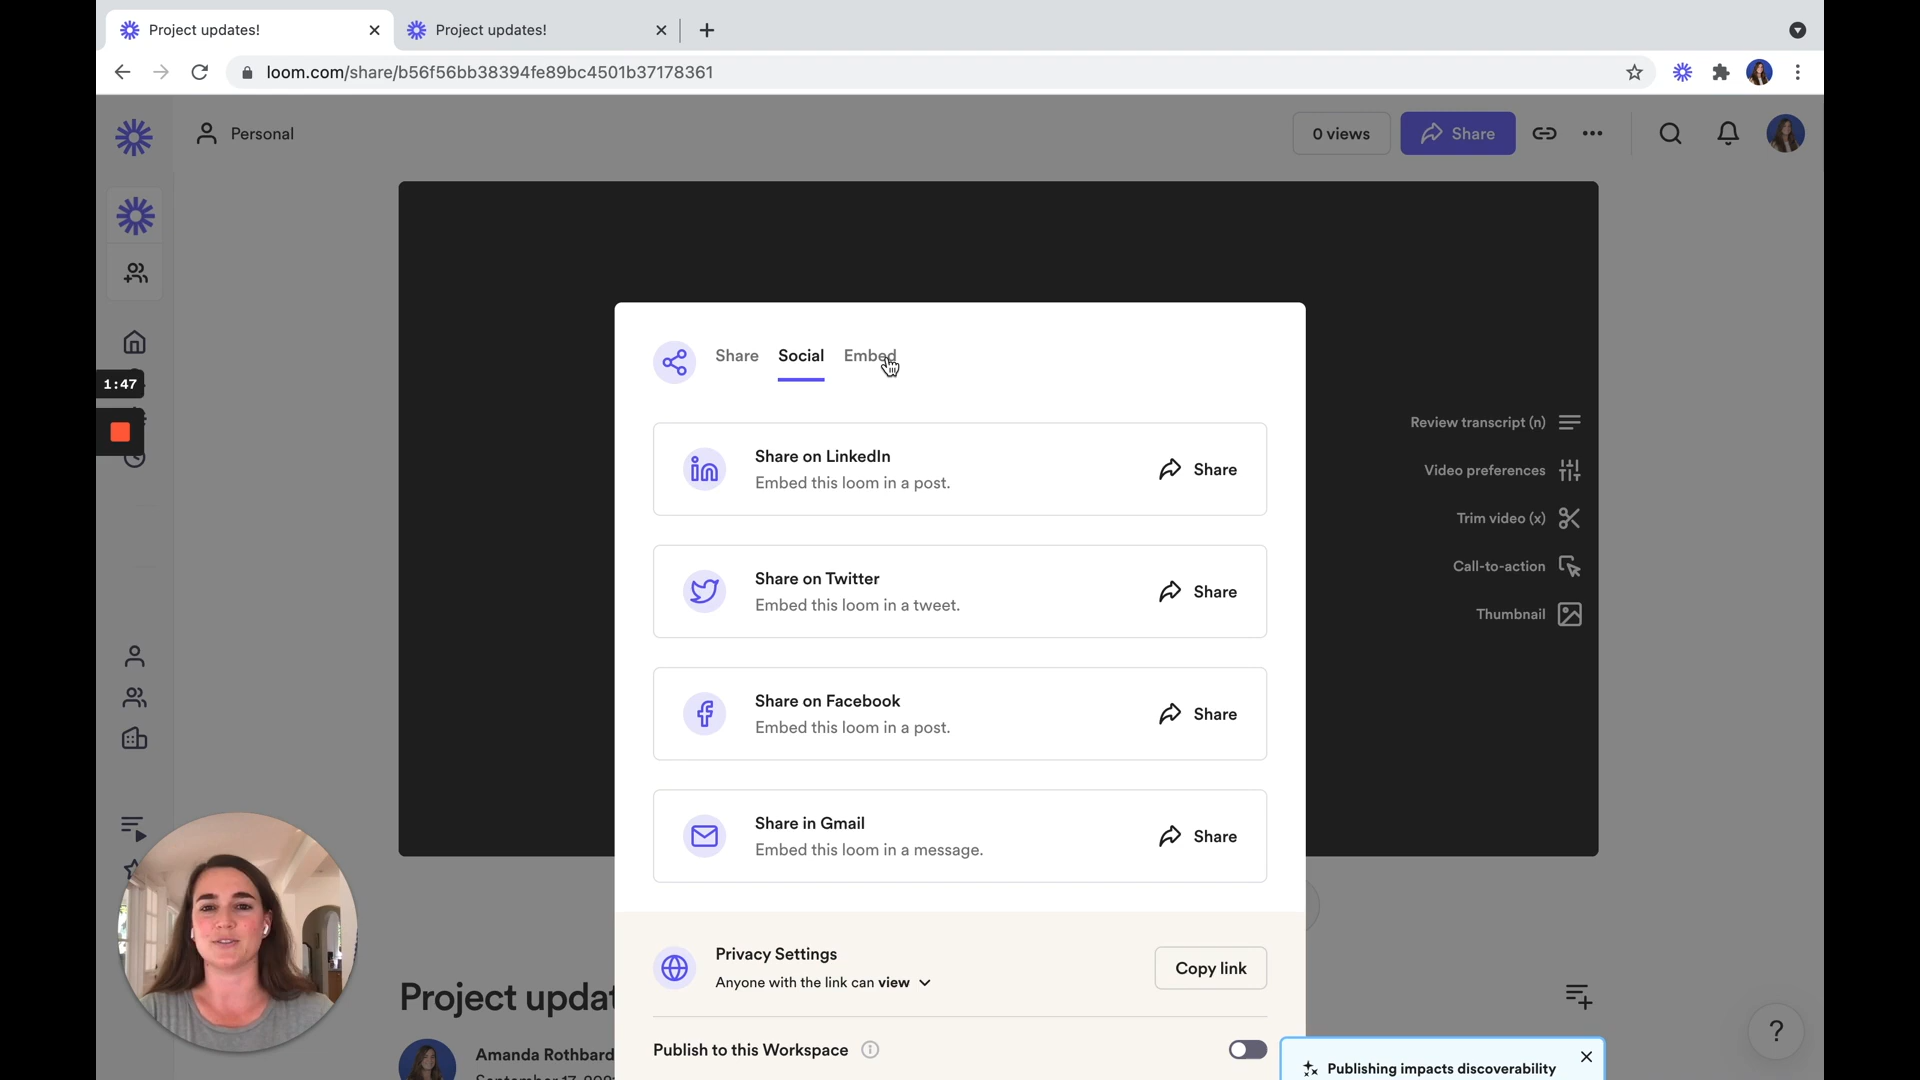 Project updates!
Project updates!
loom.com/share/b56f56bb38394fe89bc4501b37178361
Personal
0 views
Share
Share
Social
Embed
1:47
Share on LinkedIn
Embed this loom in a post.
Share
Share on Twitter
Embed this loom in a tweet.
Share
Share on Facebook
Embed this loom in a post.
Share
Share in Gmail
Embed this loom in a message.
Share
Review transcript (n)
Video preferences
Trim video (x)
Call-to-action
Thumbnail
Privacy Settings
Anyone with the link can view
Copy link
Project updat
Publish to this Workspace
Amanda Rothbard
Publishing impacts discoverability
?